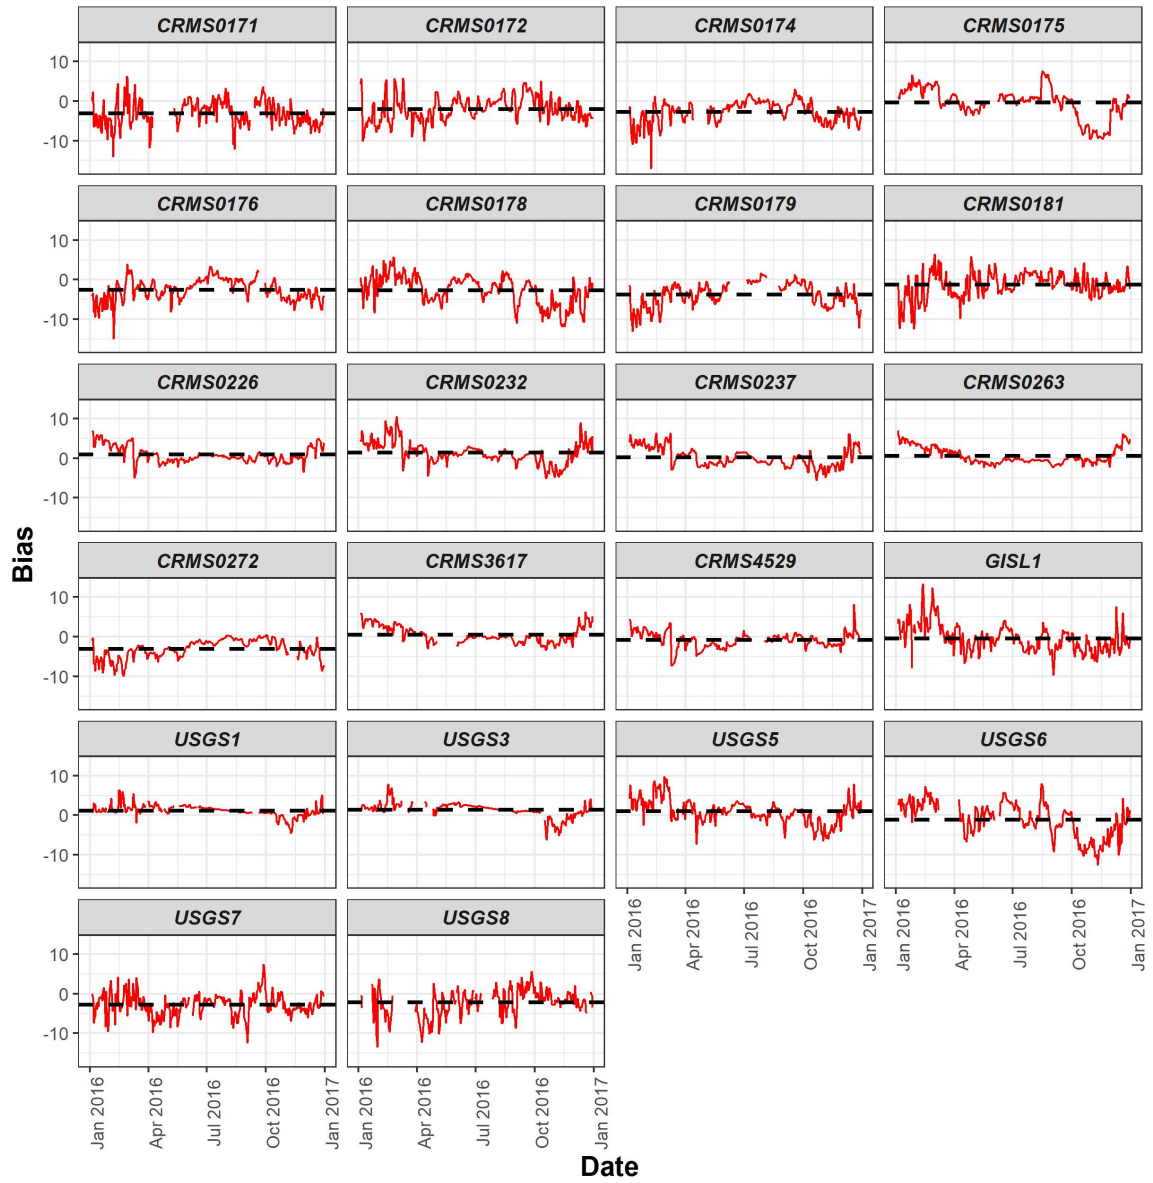 CRMS0171 CRMS0172 CRMS0174 CRMS0175
10
0
-10
CRMS0176 CRMS0178 CRMS0179 CRMS0181
10
0
-10
CRMS0226 CRMS0232 CRMS0237 CRMS0263
10
0
-10
Bias
CRMS0272 CRMS3617 CRMS4529 GISL1
10
0
-10
USGS1 USGS3 USGS5 USGS6
10
0
-10
Jan 2016 Apr 2016 Jul 2016 Oct 2016 Jan 2017 Jan 2016 Apr 2016 Jul 2016 Oct 2016 Jan 2017
USGS7 USGS8
10
0
-10
Jan 2016 Apr 2016 Jul 2016 Oct 2016 Jan 2017 Jan 2016 Apr 2016 Jul 2016 Oct 2016 Jan 2017
Date